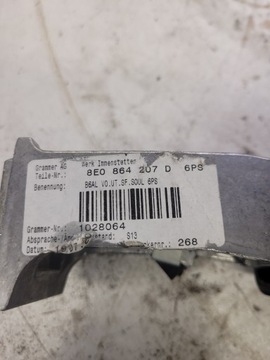 Grammer AG Werk Immenstetten
Teile-Nr.: 8E0 864 207 D 6PS
Benennung: B6AL VO.UT.SF.SOUL 6PS
Grammer-Nr.: 1028064
Absprache- S13
Datum: 268